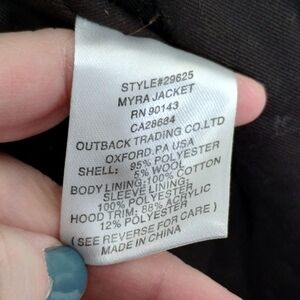 STYLE#29625
MYRA JACKET
RN 90143
CA28684
OUTBACK TRADING CO.LTD
OXFORD.PA USA
SHELL: 95% POLYESTER
5% WOOL
BODY LINING:100% COTTON
SLEEVE LINING:
100% POLYESTER
HOOD TRIM: 88% ACRYLIC
12% POLYESTER
( SEE REVERSE FOR CARE )
MADE IN CHINA